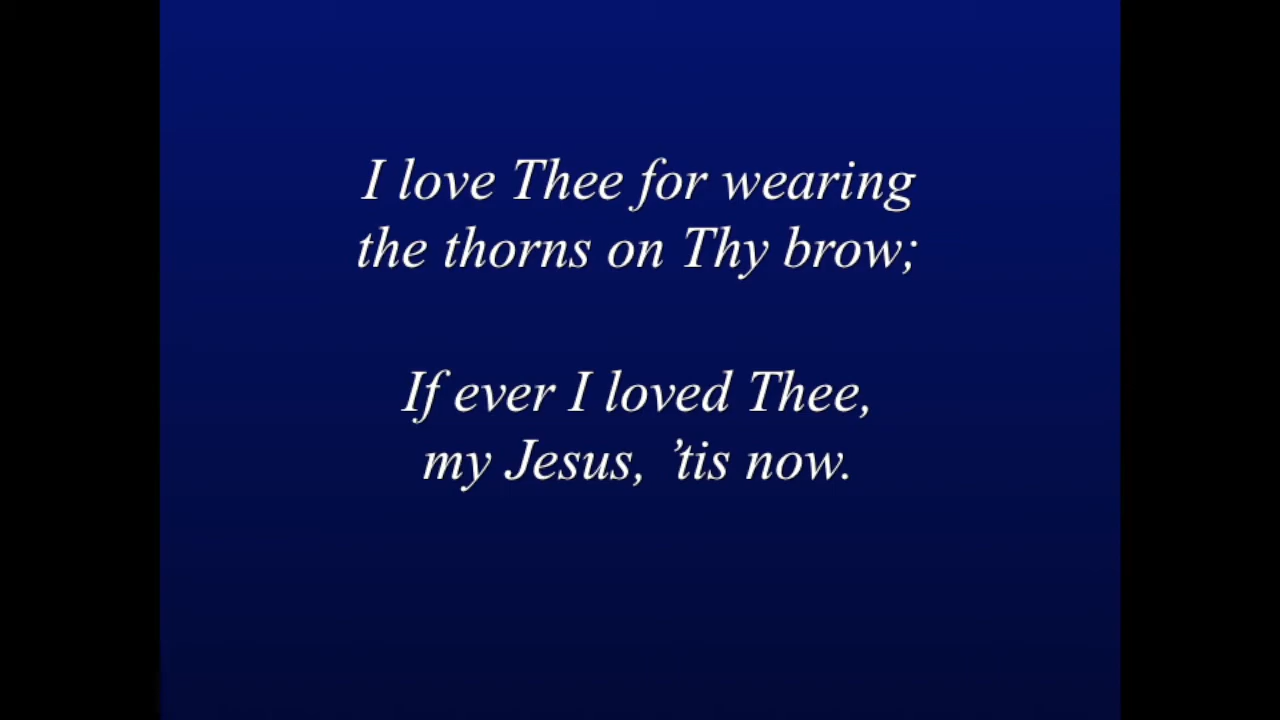 I love Thee for wearing
the thorns on Thy brow;
If ever I loved Thee,
my Jesus, ’tis now.